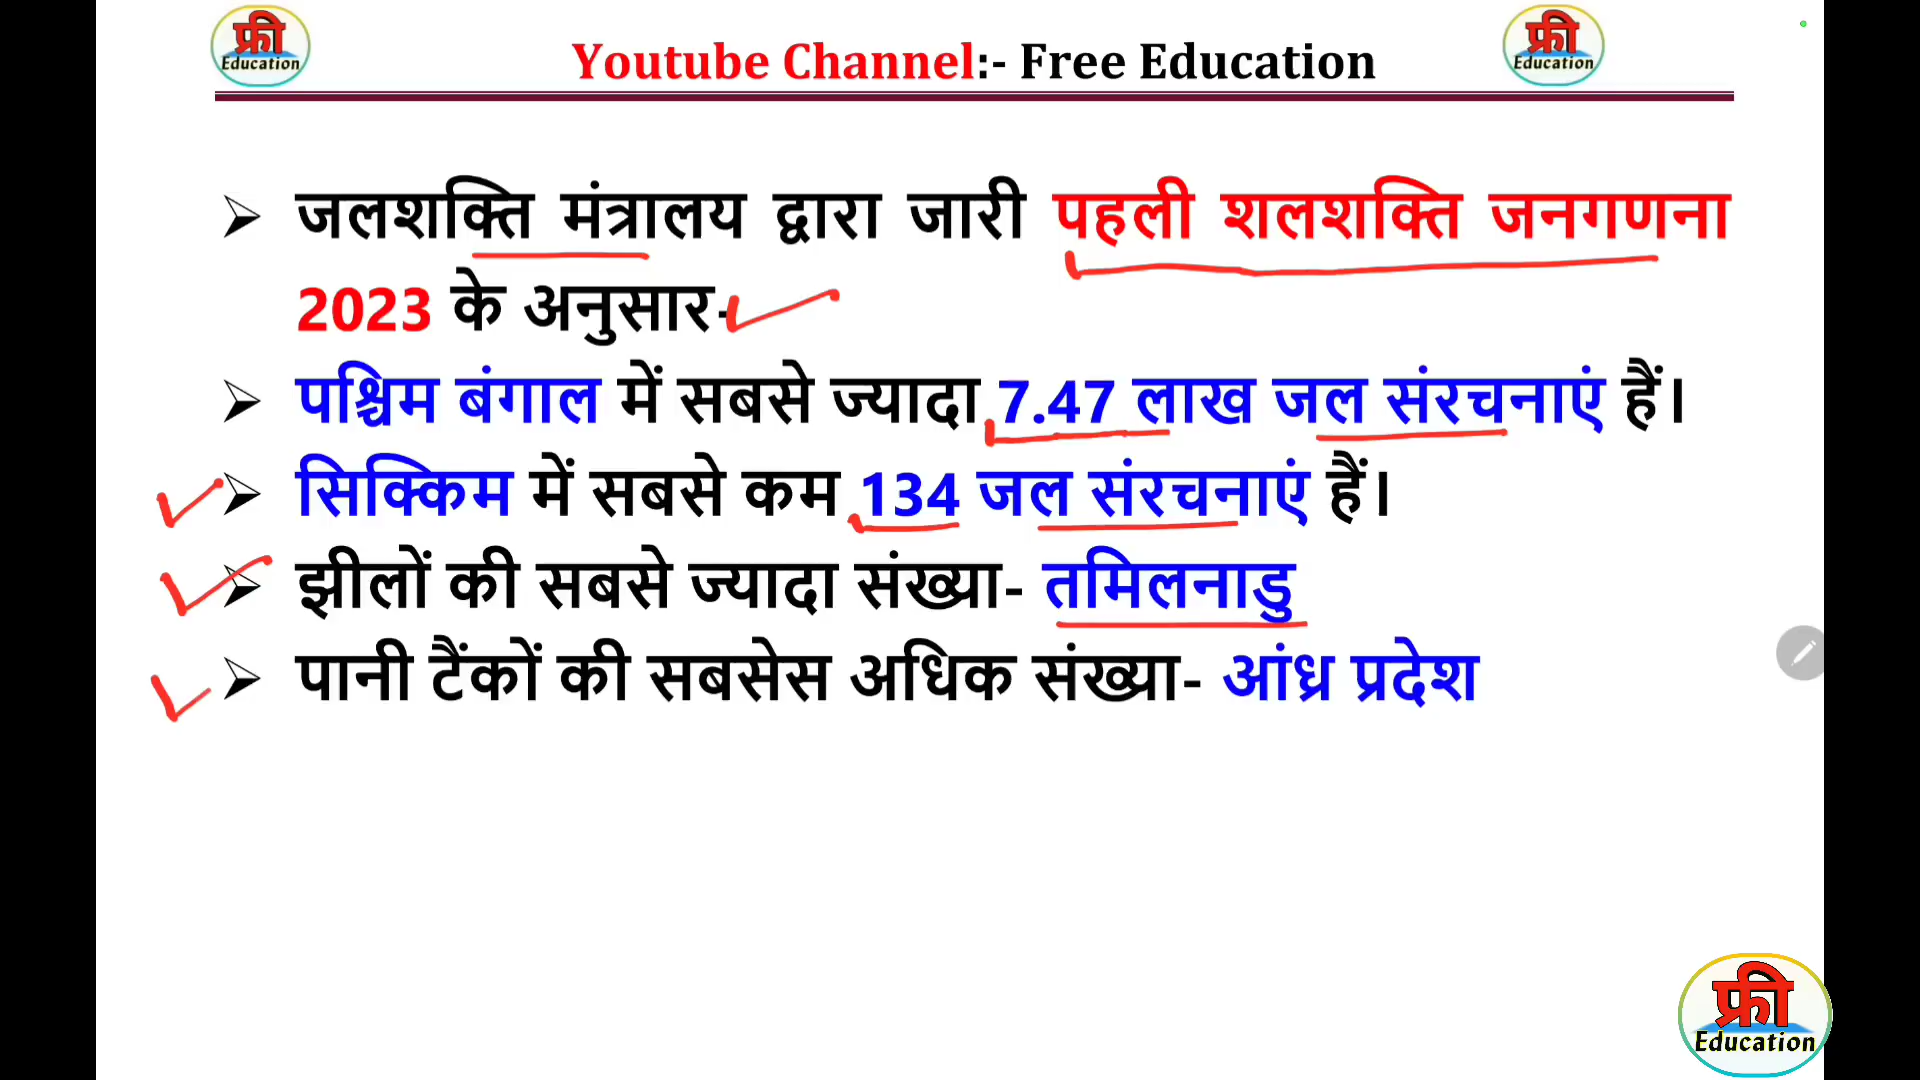 फ्री
Education
Youtube Channel:- Free Education
फ्री
Education
➢ जलशक्ति मंत्रालय द्वारा जारी पहली शलशक्ति जनगणना
2023 के अनुसार-
➢ पश्चिम बंगाल में सबसे ज्यादा 7.47 लाख जल संरचनाएं हैं।
➢ सिक्किम में सबसे कम 134 जल संरचनाएं हैं।
➢ झीलों की सबसे ज्यादा संख्या- तमिलनाडु
➢ पानी टैंकों की सबसेस अधिक संख्या- आंध्र प्रदेश
फ्री
Education